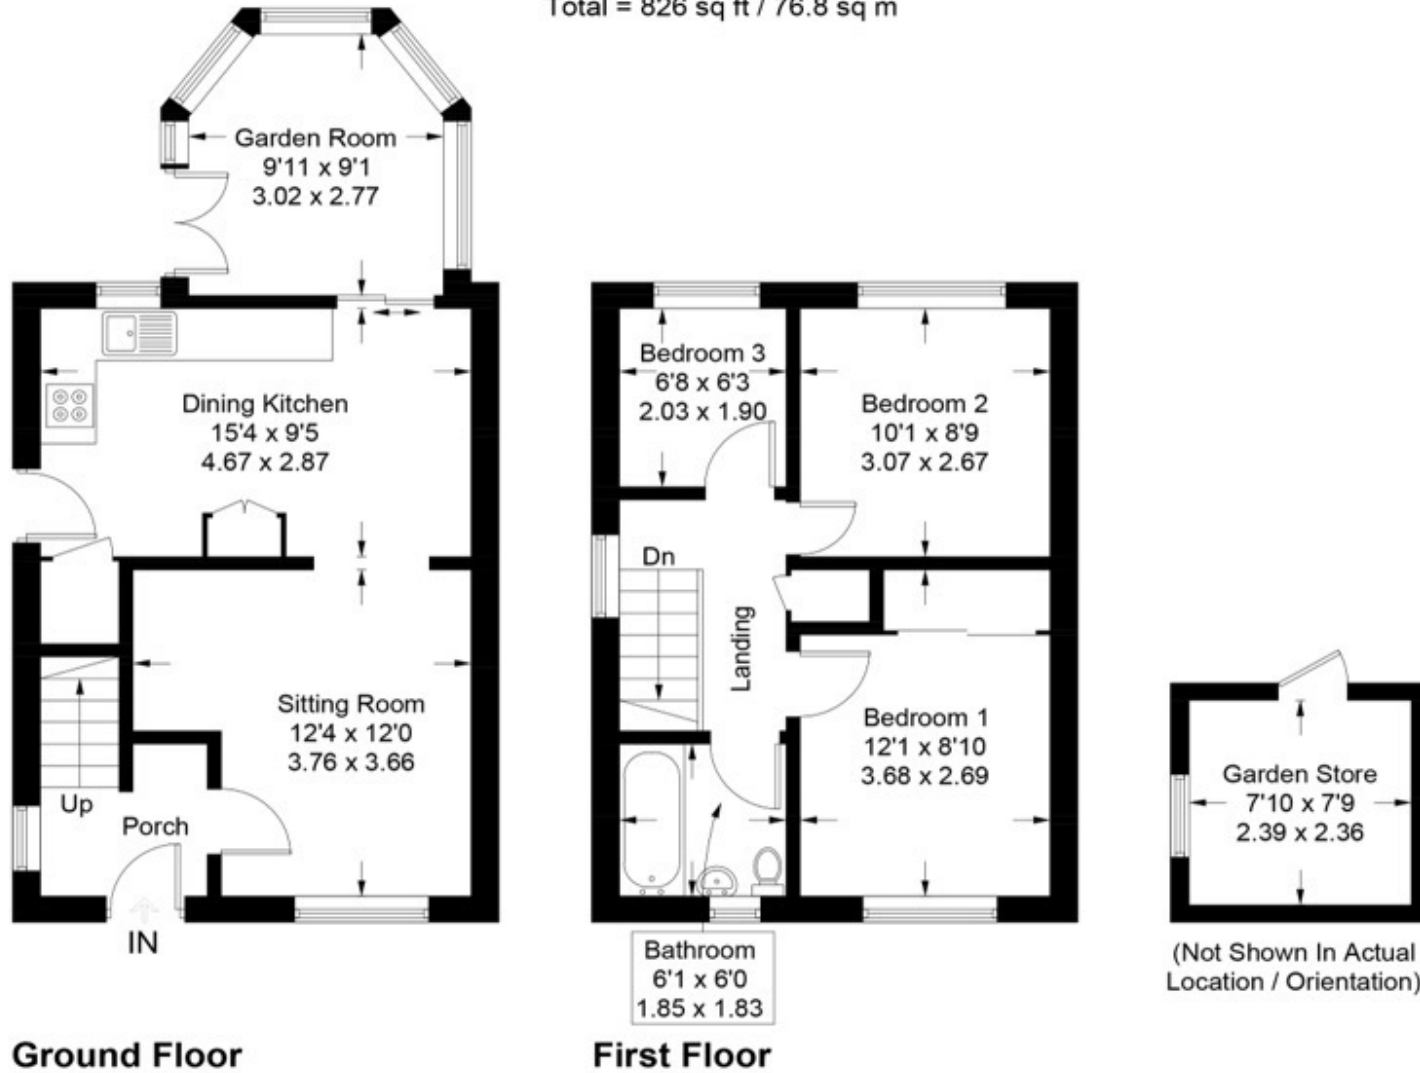 Total = 826 sq ft / 76.8 sq m
Garden Room
9'11 x 9'1
3.02 x 2.77
Dining Kitchen
15'4 x 9'5
4.67 x 2.87
Sitting Room
12'4 x 12'0
3.76 x 3.66
Up
Porch
IN
Ground Floor
Bedroom 3
6'8 x 6'3
2.03 x 1.90
Bedroom 2
10'1 x 8'9
3.07 x 2.67
Dn
Landing
Bedroom 1
12'1 x 8'10
3.68 x 2.69
Bathroom
6'1 x 6'0
1.85 x 1.83
First Floor
Garden Store
7'10 x 7'9
2.39 x 2.36
(Not Shown In Actual
Location / Orientation)